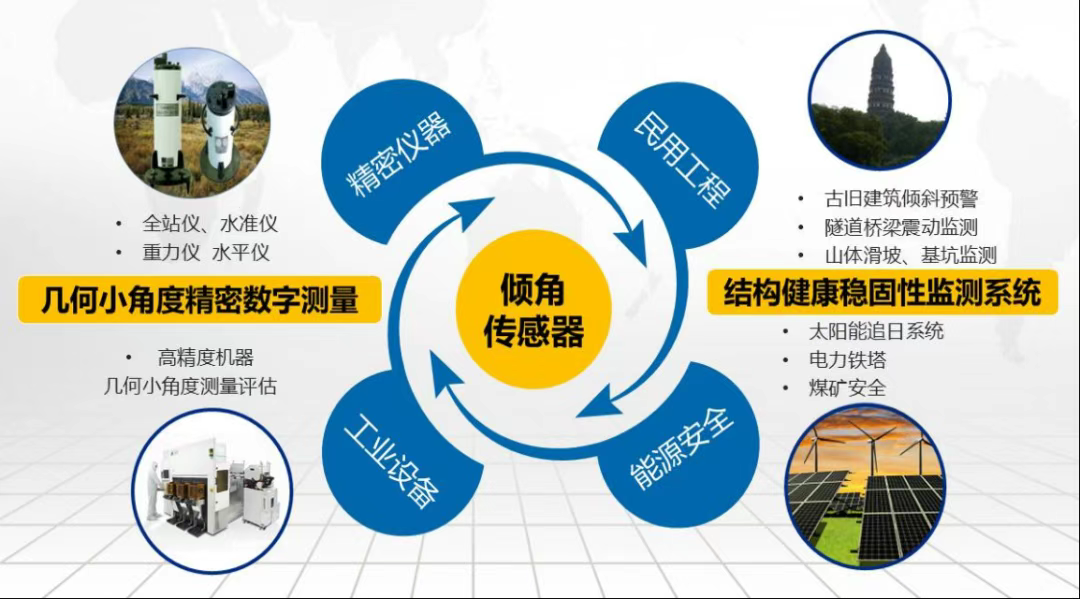 精密仪器
• 全站仪、水准仪
• 重力仪 水平仪
几何小角度精密数字测量
• 高精度机器
几何小角度测量评估
工业设备
倾角
传感器
民用工程
• 古旧建筑倾斜预警
• 隧道桥梁震动监测
• 山体滑坡、基坑监测
结构健康稳固性监测系统
• 太阳能追日系统
• 电力铁塔
• 煤矿安全
能源安全